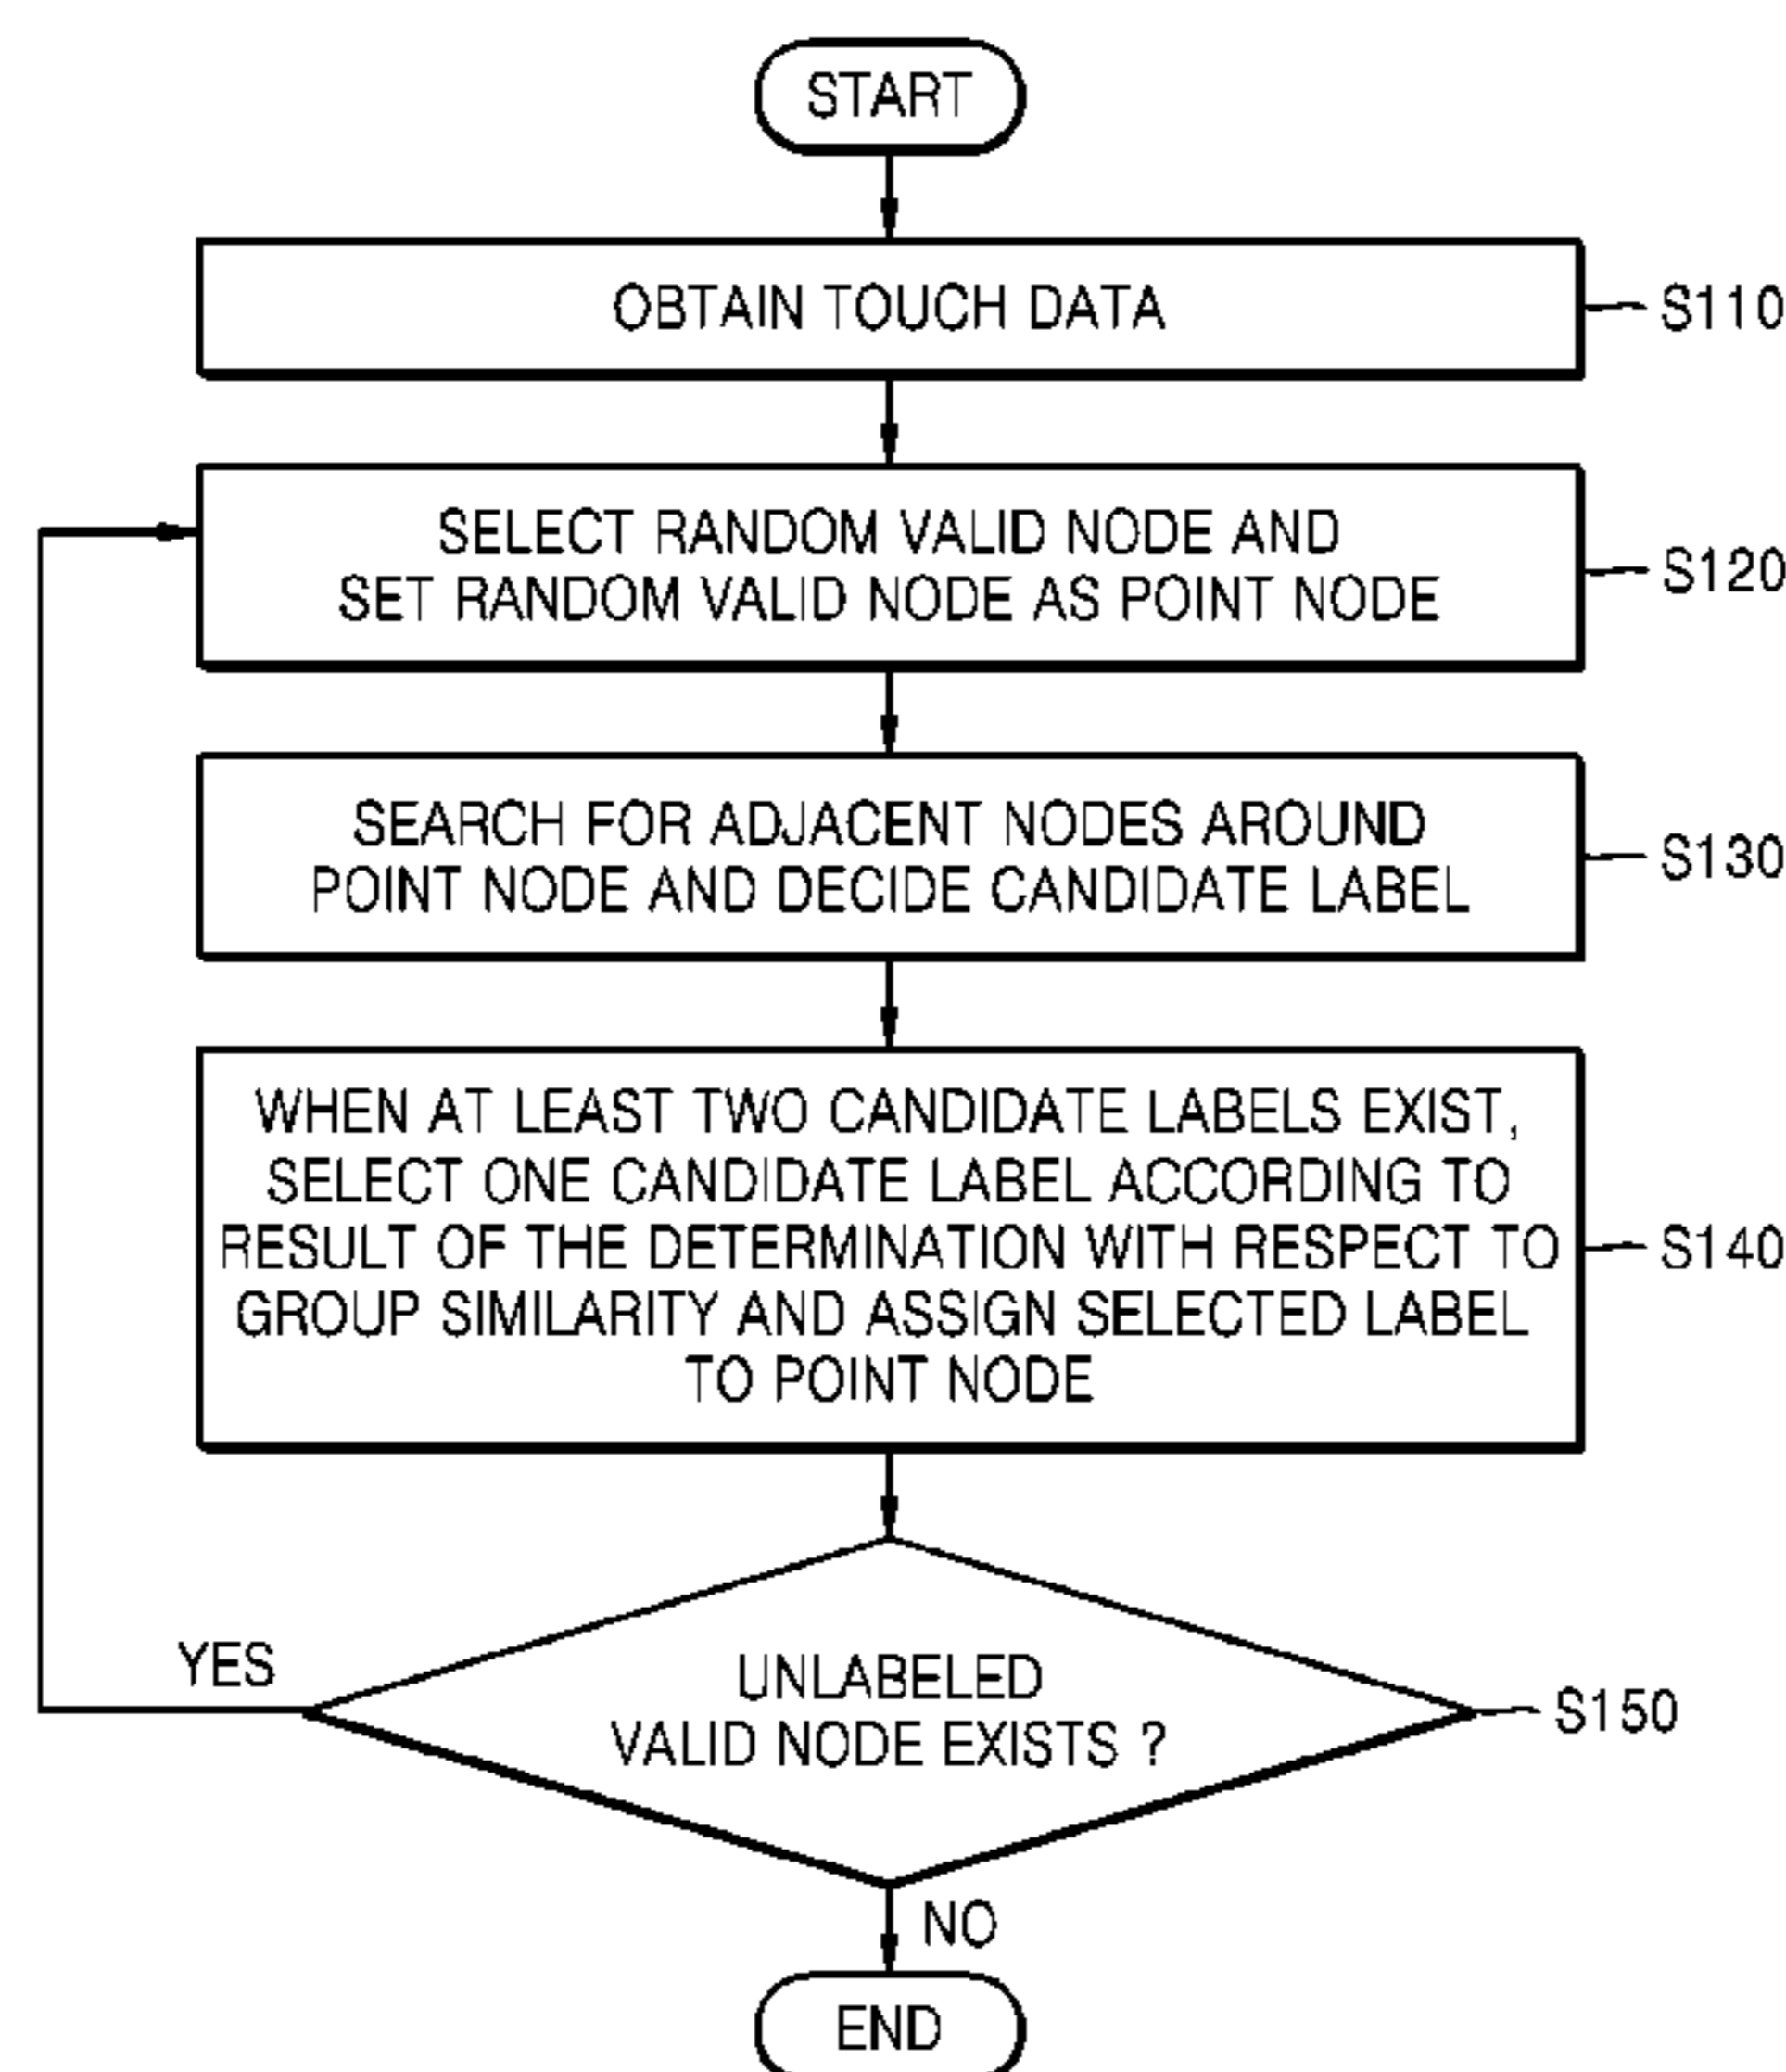 START
OBTAIN TOUCH DATA
S110
SELECT RANDOM VALID NODE AND
SET RANDOM VALID NODE AS POINT NODE
S120
SEARCH FOR ADJACENT NODES AROUND
POINT NODE AND DECIDE CANDIDATE LABEL
S130
WHEN AT LEAST TWO CANDIDATE LABELS EXIST,
SELECT ONE CANDIDATE LABEL ACCORDING TO
RESULT OF THE DETERMINATION WITH RESPECT TO
GROUP SIMILARITY AND ASSIGN SELECTED LABEL
TO POINT NODE
S140
YES
UNLABELED
VALID NODE EXISTS ?
S150
NO
END